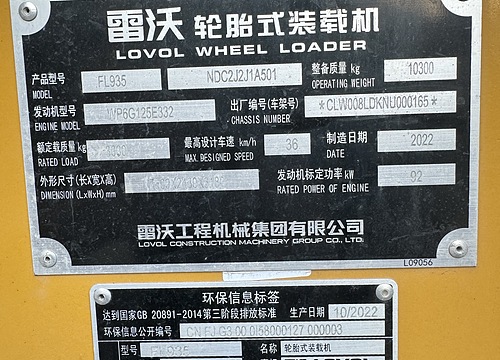 雷沃 轮胎式装载机
LOVOL WHEEL LOADER
产品型号 FL935 NDC2J2J1A501 整备质量 kg 10300
MODEL OPERATING WEIGHT
发动机型号 WP6G125E332 出厂编号(车架号) *CLW008LDKNU000165*
ENGINE MODEL CHASSIS NUMBER
额定载质量 kg 最高设计车速 km/h 36 制造日期 2022
RATED LOAD MAX. DESIGNED SPEED DATE
外形尺寸 (长X宽X高) 发动机标定功率 kW 92
DIMENSION (LxWxH) mm RATED POWER OF ENGINE
雷沃工程机械集团有限公司
LOVOL CONSTRUCTION MACHINERY GROUP CO., LTD.
L09056
环保信息标签
达到国家GB 20891-2014第三阶段排放标准 生产日期 10/2022
环保信息公开编号 CN FJ G3 00 0L58000127 000003
型号 FL935 名称 轮胎式装载机